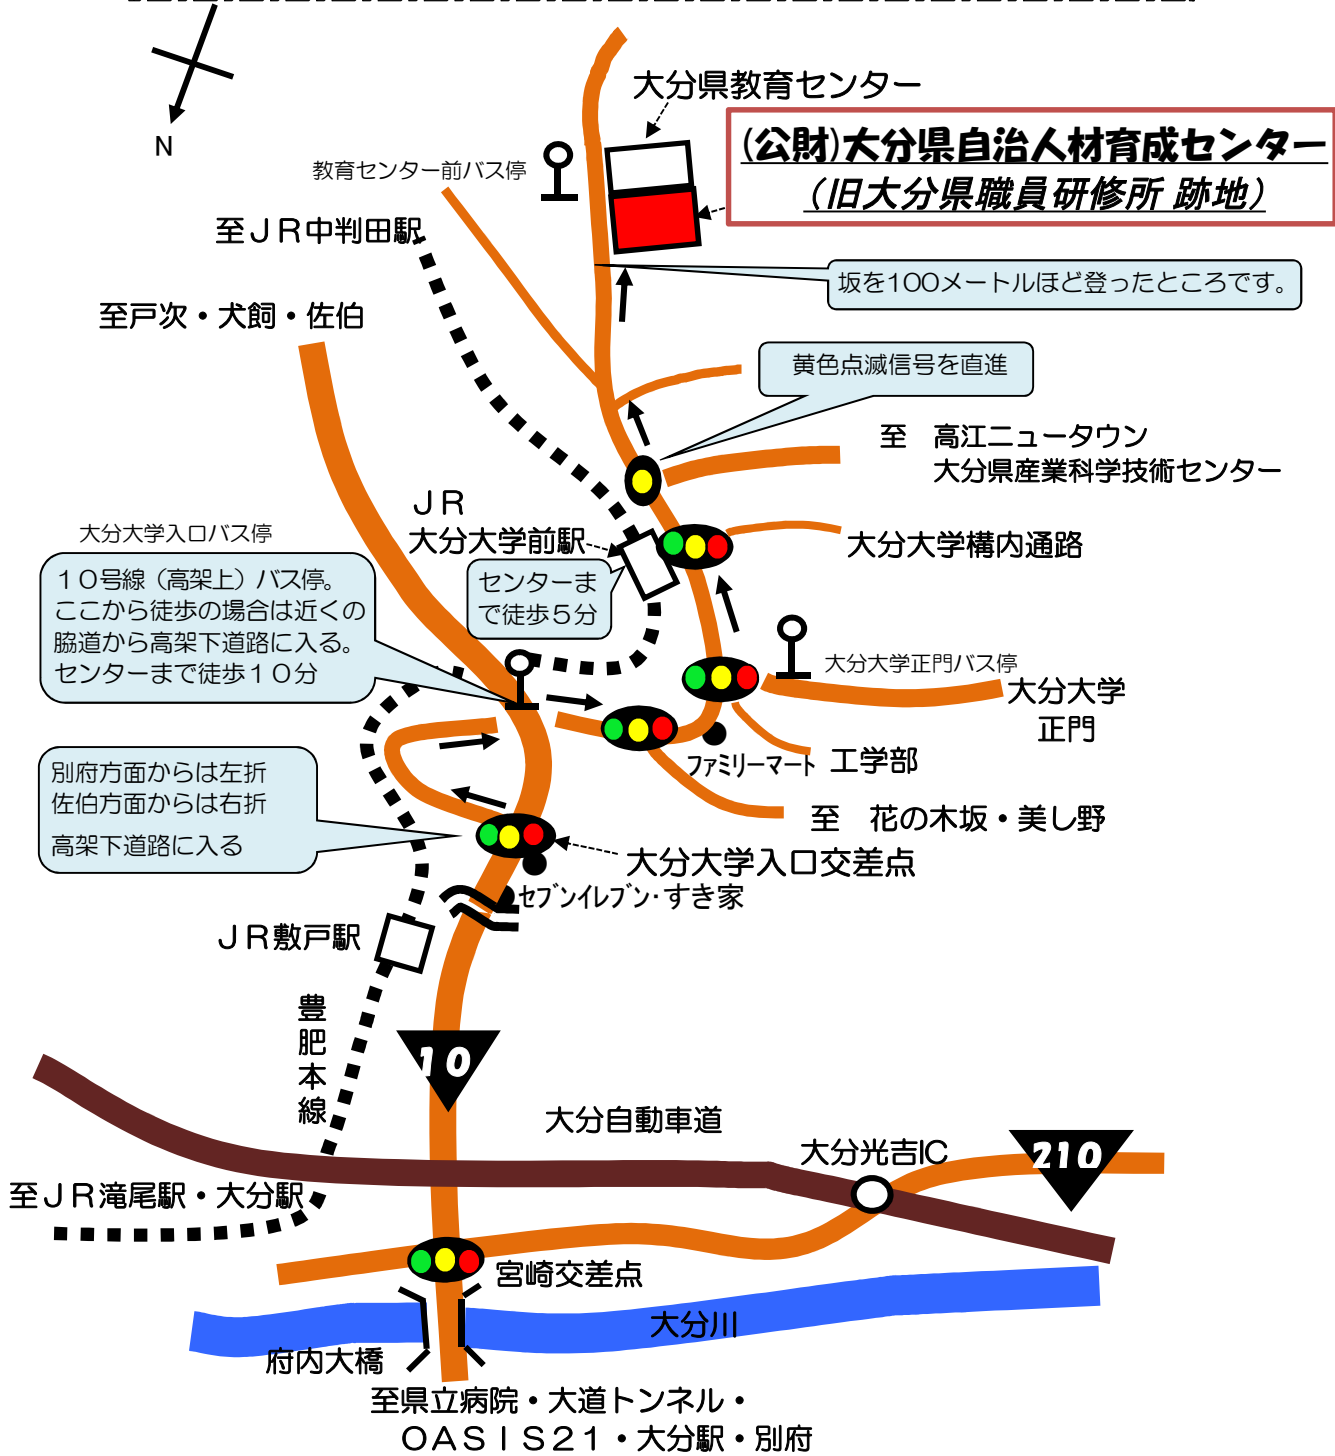 N
大分県教育センター
(公財)大分県自治人材育成センター
（旧大分県職員研修所 跡地）
教育センター前バス停
至ＪＲ中判田駅
坂を100メートルほど登ったところです。
至戸次・犬飼・佐伯
黄色点滅信号を直進
至　高江ニュータウン
大分県産業科学技術センター
ＪＲ
大分大学前駅
大分大学構内通路
大分大学入口バス停
１０号線（高架上）バス停。
ここから徒歩の場合は近くの
脇道から高架下道路に入る。
センターまで徒歩１０分
センターま
で徒歩５分
大分大学正門バス停
大分大学
正門
ファミリーマート
工学部
別府方面からは左折
佐伯方面からは右折
高架下道路に入る
至　花の木坂・美し野
大分大学入口交差点
セブンイレブン・すき家
ＪＲ敷戸駅
豊肥本線
10
大分自動車道
大分光吉IC
210
至ＪＲ滝尾駅・大分駅
宮崎交差点
大分川
府内大橋
至県立病院・大道トンネル・
ＯＡＳＩＳ２１・大分駅・別府